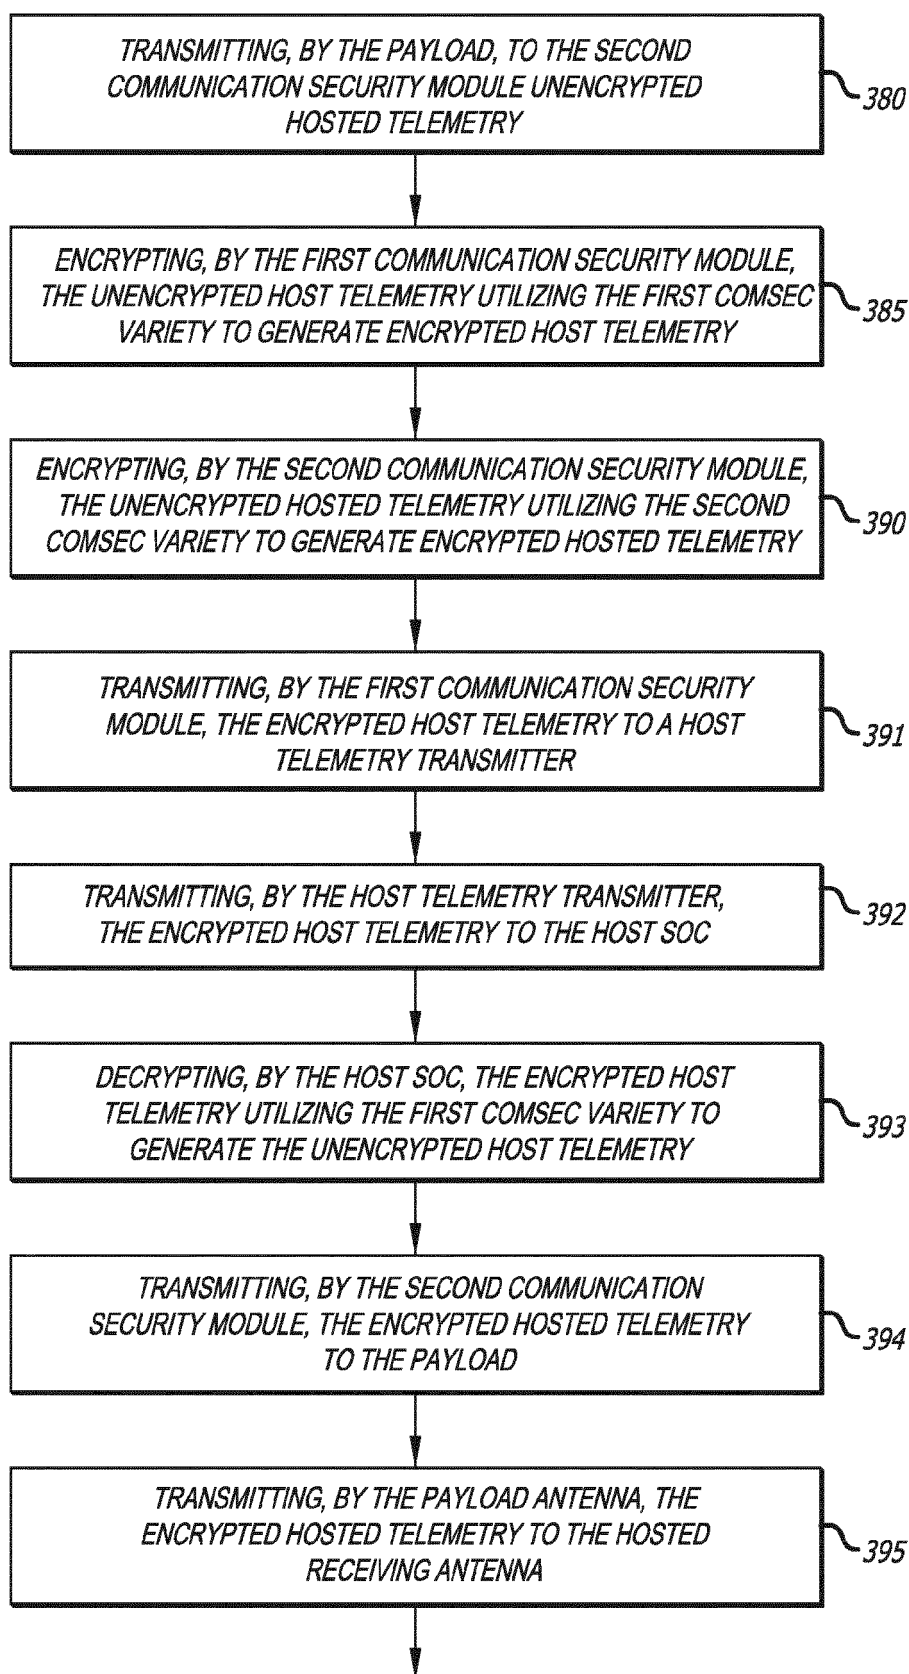 TRANSMITTING, BY THE PAYLOAD, TO THE SECOND
COMMUNICATION SECURITY MODULE UNENCRYPTED
HOSTED TELEMETRY
380
ENCRYPTING, BY THE FIRST COMMUNICATION SECURITY MODULE,
THE UNENCRYPTED HOST TELEMETRY UTILIZING THE FIRST COMSEC
VARIETY TO GENERATE ENCRYPTED HOST TELEMETRY
385
ENCRYPTING, BY THE SECOND COMMUNICATION SECURITY MODULE,
THE UNENCRYPTED HOSTED TELEMETRY UTILIZING THE SECOND
COMSEC VARIETY TO GENERATE ENCRYPTED HOSTED TELEMETRY
390
TRANSMITTING, BY THE FIRST COMMUNICATION SECURITY
MODULE, THE ENCRYPTED HOST TELEMETRY TO A HOST
TELEMETRY TRANSMITTER
391
TRANSMITTING, BY THE HOST TELEMETRY TRANSMITTER,
THE ENCRYPTED HOST TELEMETRY TO THE HOST SOC
392
DECRYPTING, BY THE HOST SOC, THE ENCRYPTED HOST
TELEMETRY UTILIZING THE FIRST COMSEC VARIETY TO
GENERATE THE UNENCRYPTED HOST TELEMETRY
393
TRANSMITTING, BY THE SECOND COMMUNICATION
SECURITY MODULE, THE ENCRYPTED HOSTED TELEMETRY
TO THE PAYLOAD
394
TRANSMITTING, BY THE PAYLOAD ANTENNA, THE
ENCRYPTED HOSTED TELEMETRY TO THE HOSTED
RECEIVING ANTENNA
395